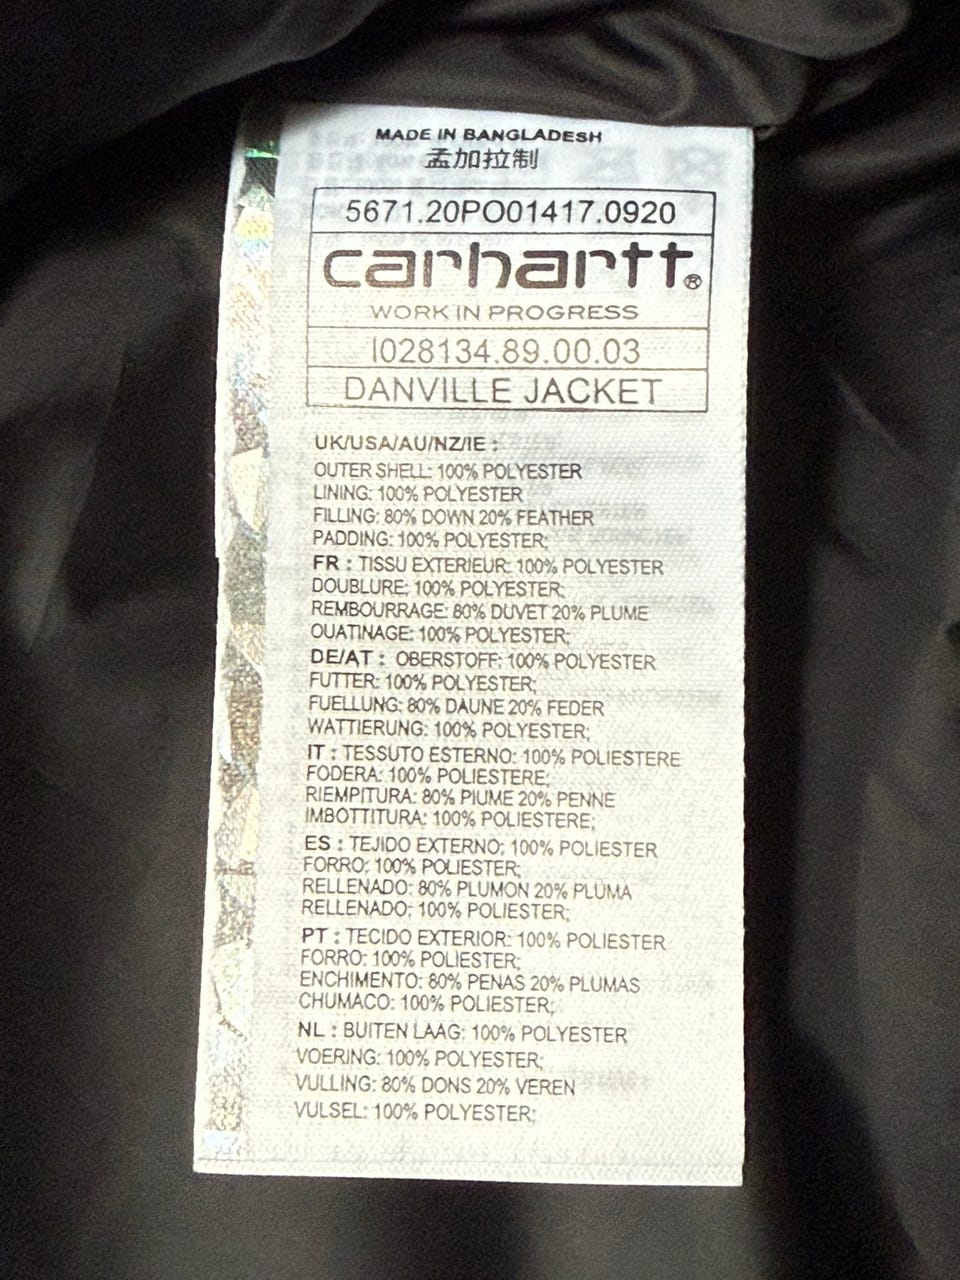 MADE IN BANGLADESH
孟加拉制
5671.20PO01417.0920
carhartt®
WORK IN PROGRESS
I028134.89.00.03
DANVILLE JACKET
UK/USA/AU/NZ/IE :
OUTER SHELL: 100% POLYESTER
LINING: 100% POLYESTER
FILLING: 80% DOWN 20% FEATHER
PADDING: 100% POLYESTER;
FR : TISSU EXTERIEUR: 100% POLYESTER
DOUBLURE: 100% POLYESTER;
REMBOURRAGE: 80% DUVET 20% PLUME
OUATINAGE: 100% POLYESTER;
DE/AT : OBERSTOFF: 100% POLYESTER
FUTTER: 100% POLYESTER;
FUELLUNG: 80% DAUNE 20% FEDER
WATTIERUNG: 100% POLYESTER;
IT : TESSUTO ESTERNO: 100% POLIESTERE
FODERA: 100% POLIESTERE;
RIEMPITURA: 80% PIUME 20% PENNE
IMBOTTITURA: 100% POLIESTERE;
ES : TEJIDO EXTERNO: 100% POLIESTER
FORRO: 100% POLIESTER;
RELLENADO: 80% PLUMON 20% PLUMA
RELLENADO: 100% POLIESTER;
PT : TECIDO EXTERIOR: 100% POLIESTER
FORRO: 100% POLIESTER;
ENCHIMENTO: 80% PENAS 20% PLUMAS
CHUMACO: 100% POLIESTER;
NL : BUITEN LAAG: 100% POLYESTER
VOERING: 100% POLYESTER;
VULLING: 80% DONS 20% VEREN
VULSEL: 100% POLYESTER;